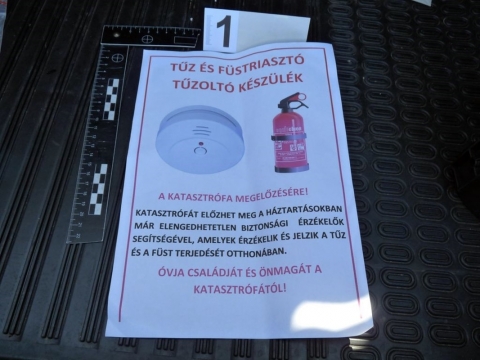 1
TŰZ ÉS FÜSTRIASZTÓ
TŰZOLTÓ KÉSZÜLÉK
A KATASZTRÓFA MEGELŐZÉSÉRE!
KATASZTRÓFÁT ELŐZHET MEG A HÁZTARTÁSOKBAN
MÁR ELENGEDHETETLEN BIZTONSÁGI ÉRZÉKELŐK
SEGÍTSÉGÉVEL, AMELYEK ÉRZÉKELIK ÉS JELZIK A TŰZ
ÉS A FÜST TERJEDÉSÉT OTTHONÁBAN.
ÓVJA CSALÁDJÁT ÉS ÖNMAGÁT A
KATASZTRÓFÁTÓL!